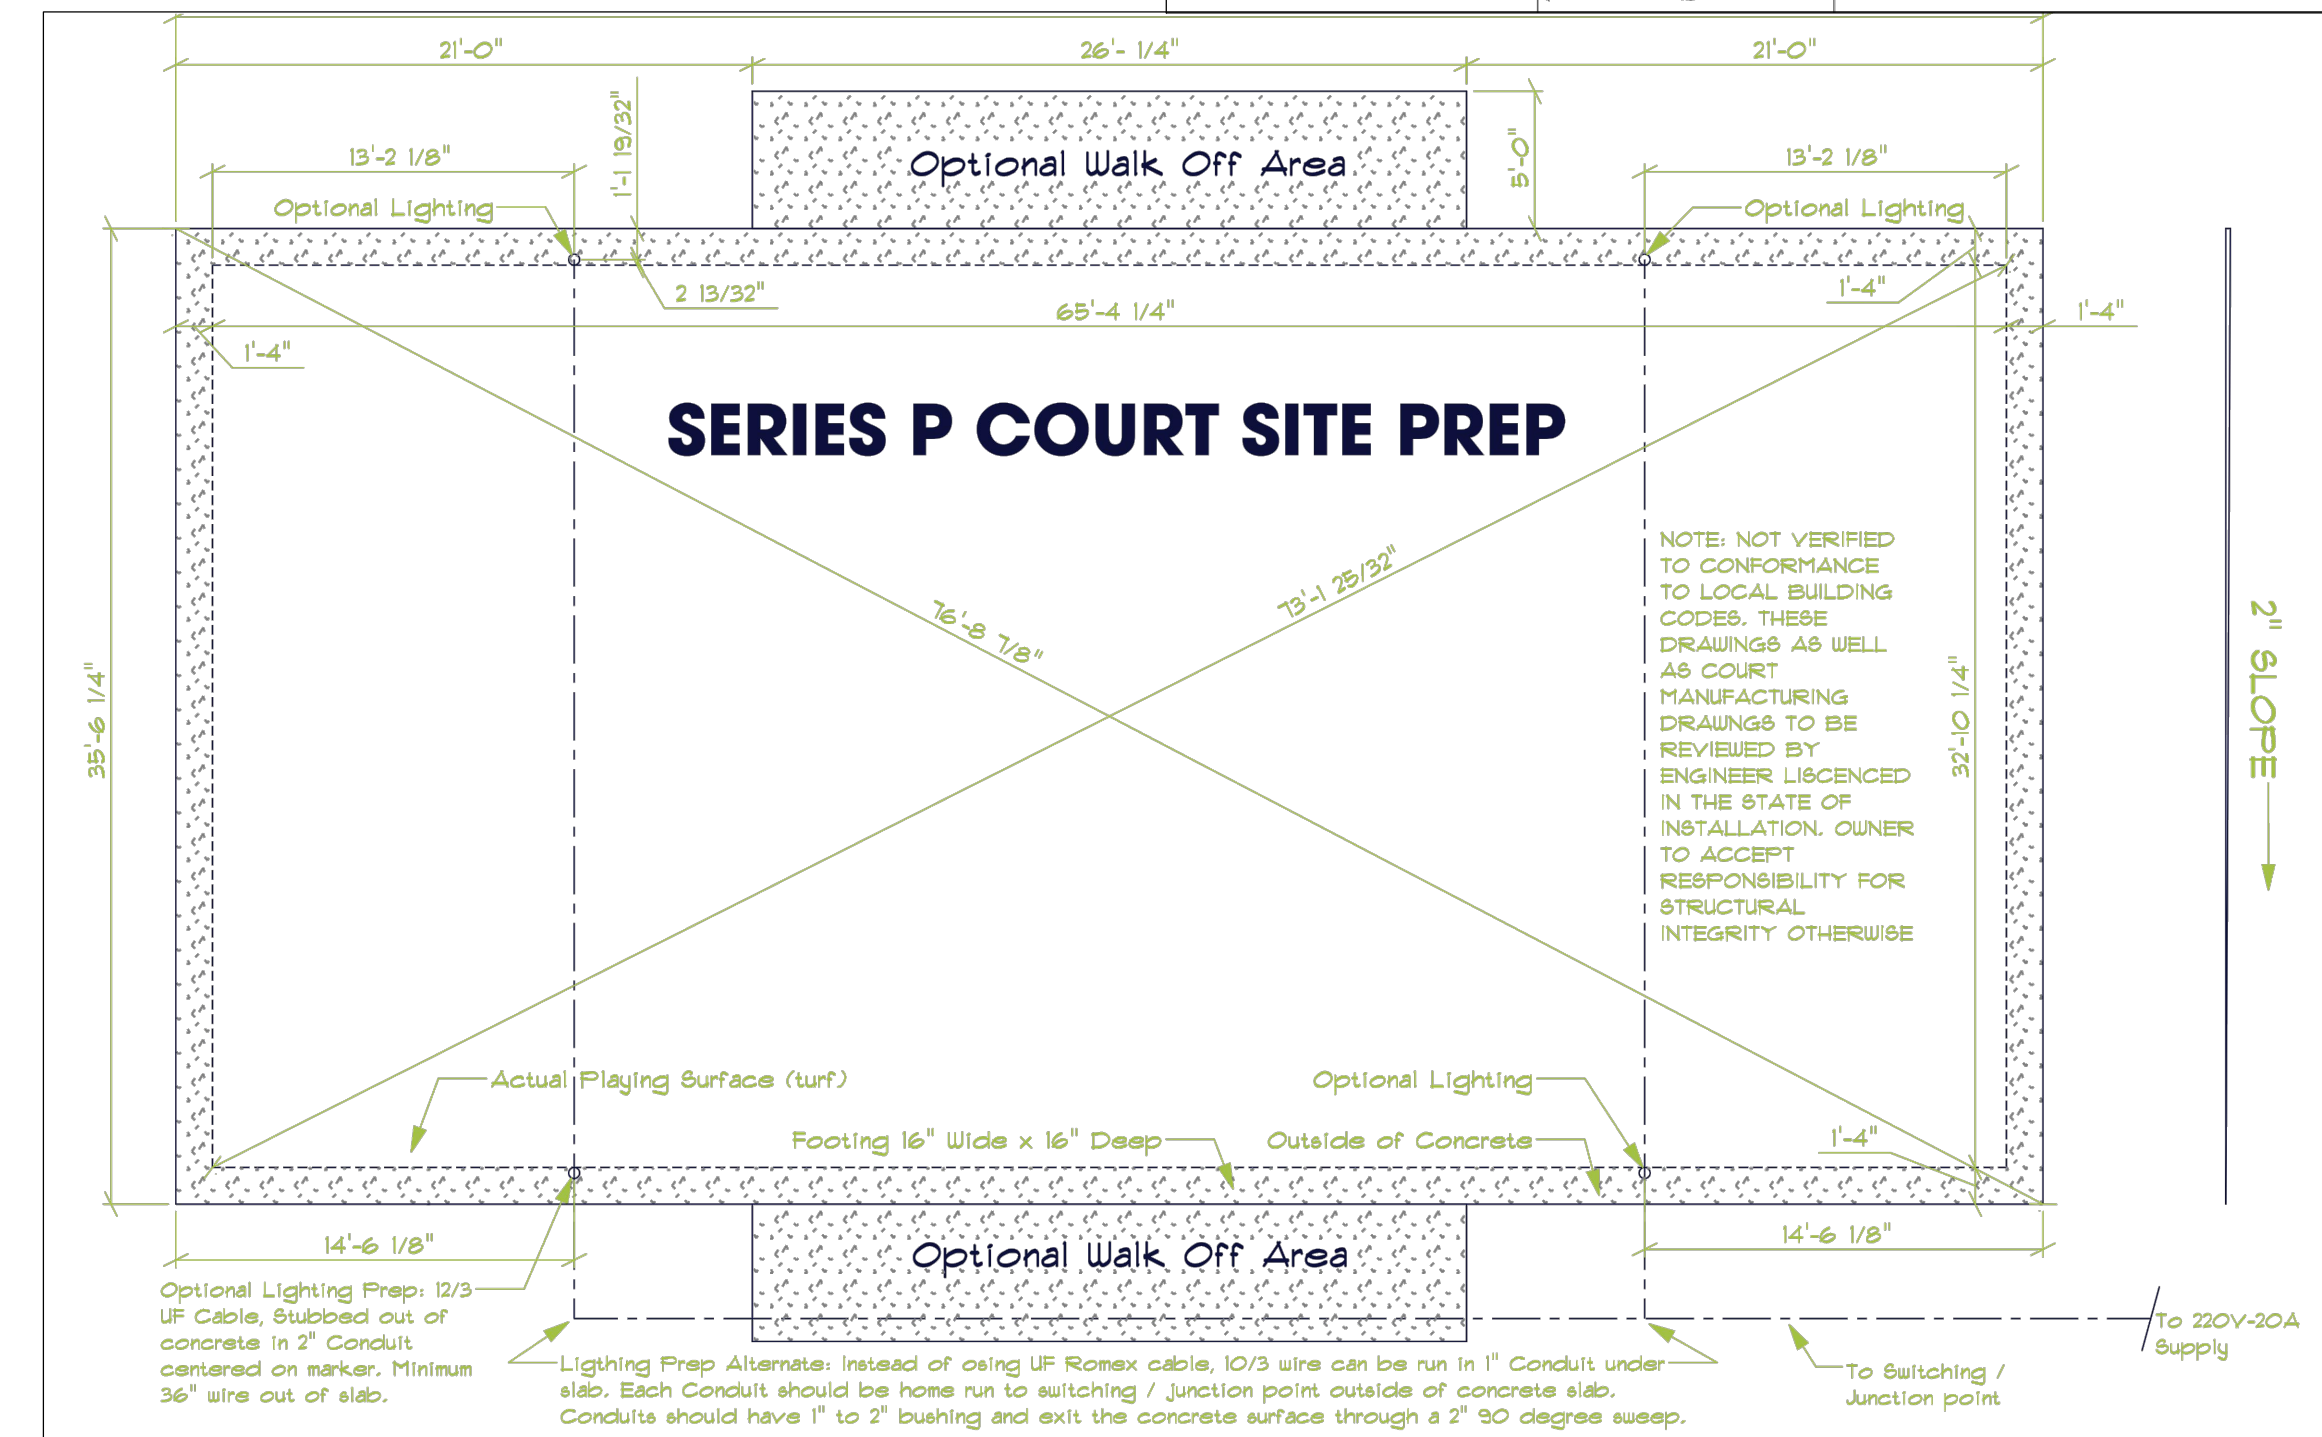 21'-0"
26'- 1/4"
21'-0"
13'-2 1/8"
1'-1 19/32"
5'-0"
13'-2 1/8"
Optional Walk Off Area
Optional Lighting
Optional Lighting
2 13/32"
1'-4"
65'-4 1/4"
1'-4"
1'-4"
SERIES P COURT SITE PREP
76'-8 7/8"
73'-1 25/32"
35'-6 1/4"
32'-10 1/4"
2" SLOPE
NOTE: NOT VERIFIED
TO CONFORMANCE
TO LOCAL BUILDING
CODES. THESE
DRAWINGS AS WELL
AS COURT
MANUFACTURING
DRAWNGS TO BE
REVIEWED BY
ENGINEER LISCENCED
IN THE STATE OF
INSTALLATION. OWNER
TO ACCEPT
RESPONSIBILITY FOR
STRUCTURAL
INTEGRITY OTHERWISE
Actual Playing Surface (turf)
Optional Lighting
Footing 16" Wide x 16" Deep
Outside of Concrete
1'-4"
14'-6 1/8"
Optional Walk Off Area
14'-6 1/8"
Optional Lighting Prep: 12/3
UF Cable, Stubbed out of
concrete in 2" Conduit
centered on marker. Minimum
36" wire out of slab.
Ligthing Prep Alternate: Instead of osing UF Romex cable, 10/3 wire can be run in 1" Conduit under
slab. Each Conduit should be home run to switching / junction point outside of concrete slab.
Conduits should have 1" to 2" bushing and exit the concrete surface through a 2" 90 degree sweep.
To 220V-20A
Supply
To Switching /
Junction point